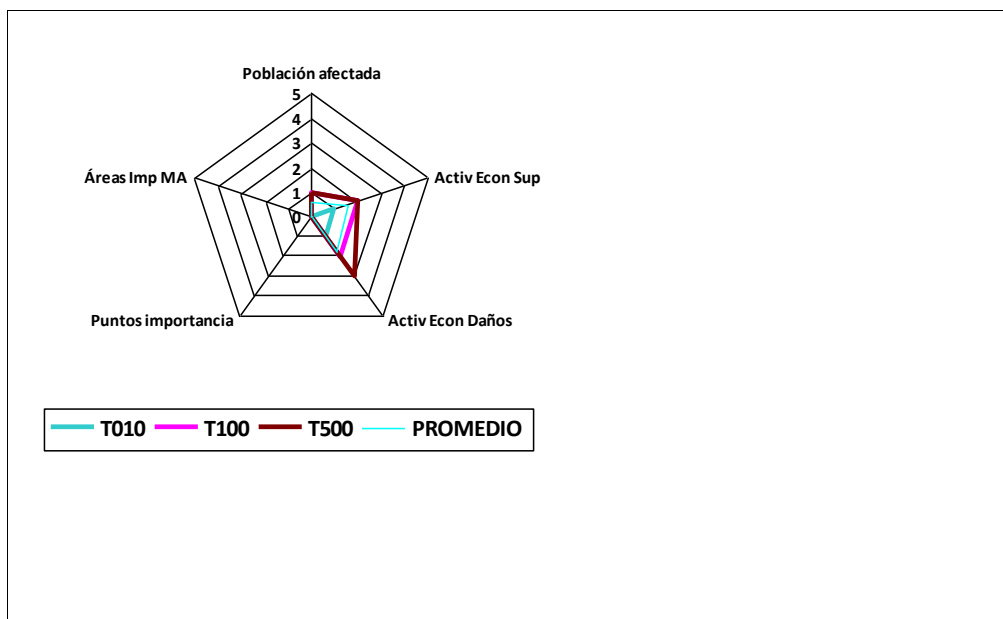 Población afectada
5
4
3
2
1
0
Áreas Imp MA
Activ Econ Sup
Puntos importancia
Activ Econ Daños
T010 T100 T500 PROMEDIO